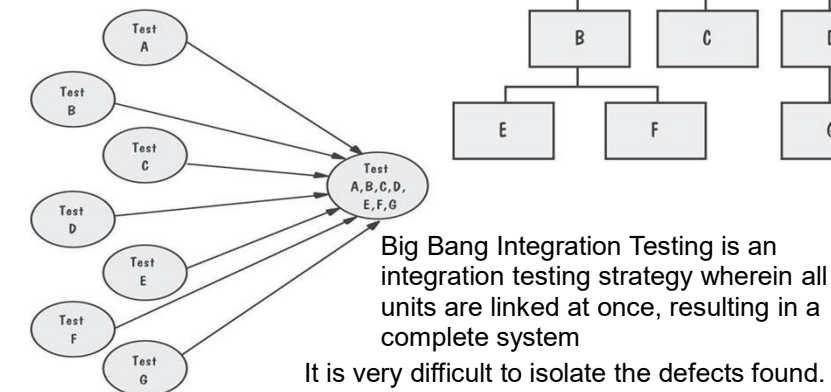 Test
A
Test
B
Test
C
Test
D
Test
E
Test
F
Test
G
Test
A,B,C,D,
E,F,G
B
C
E
F
Big Bang Integration Testing is an
integration testing strategy wherein all
units are linked at once, resulting in a
complete system
It is very difficult to isolate the defects found.